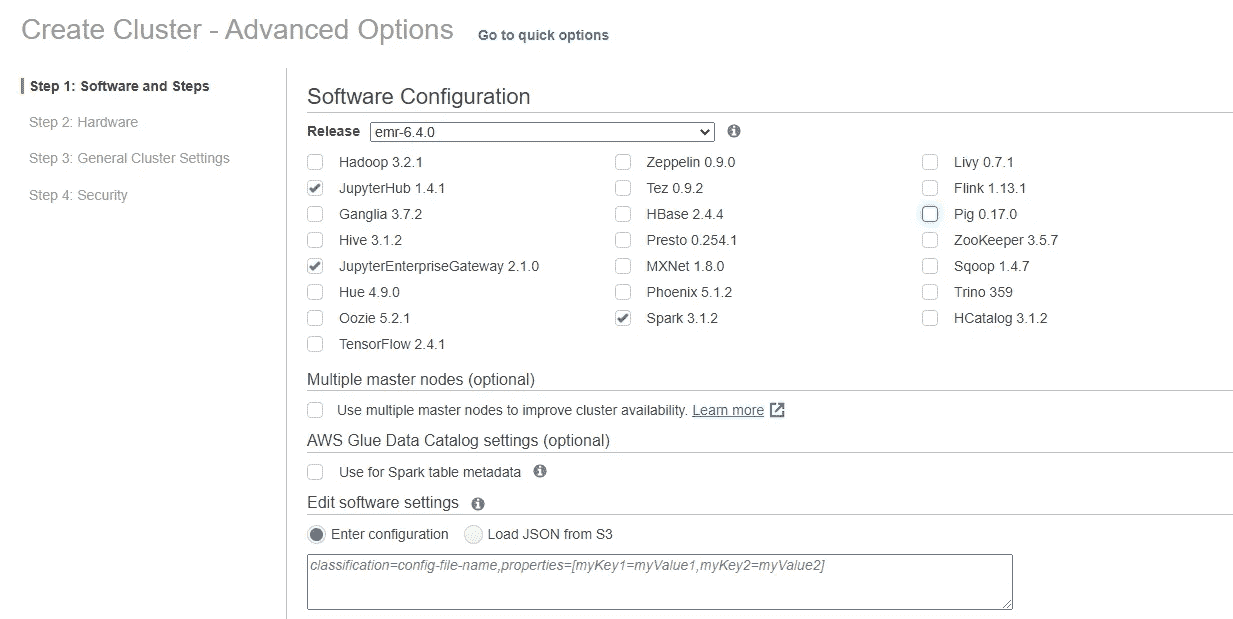 Create Cluster - Advanced Options Go to quick options
Step 1: Software and Steps
Step 2: Hardware
Step 3: General Cluster Settings
Step 4: Security
Software Configuration
Release emr-6.4.0
Hadoop 3.2.1 Zeppelin 0.9.0 Livy 0.7.1
JupyterHub 1.4.1 Tez 0.9.2 Flink 1.13.1
Ganglia 3.7.2 HBase 2.4.4 Pig 0.17.0
Hive 3.1.2 Presto 0.254.1 ZooKeeper 3.5.7
JupyterEnterpriseGateway 2.1.0 MXNet 1.8.0 Sqoop 1.4.7
Hue 4.9.0 Phoenix 5.1.2 Trino 359
Oozie 5.2.1 Spark 3.1.2 HCatalog 3.1.2
TensorFlow 2.4.1
Multiple master nodes (optional)
Use multiple master nodes to improve cluster availability. Learn more
AWS Glue Data Catalog settings (optional)
Use for Spark table metadata
Edit software settings
Enter configuration Load JSON from S3
classification=config-file-name,properties=[myKey1=myValue1,myKey2=myValue2]